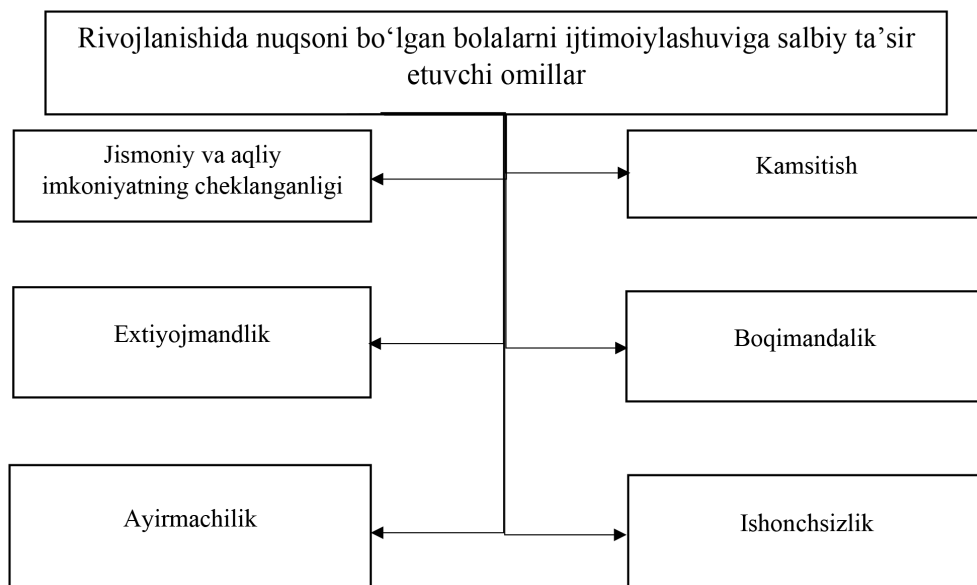 Rivojlanishida nuqsoni bo‘lgan bolalarni ijtimoiylashuviga salbiy ta’sir
etuvchi omillar
Jismoniy va aqliy
imkoniyatning cheklanganligi
Kamsitish
Extiyojmandlik
Boqimandalik
Ayirmachilik
Ishonchsizlik